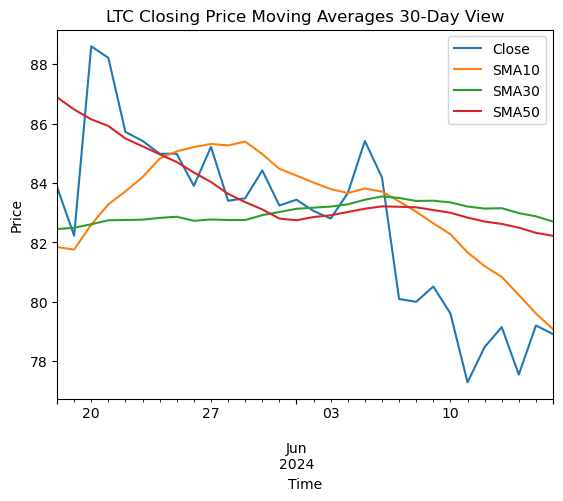 LTC Closing Price Moving Averages 30-Day View
Close
SMA10
SMA30
SMA50
88
86
84
82
80
78
Price
20
27
03
10
Jun
2024
Time